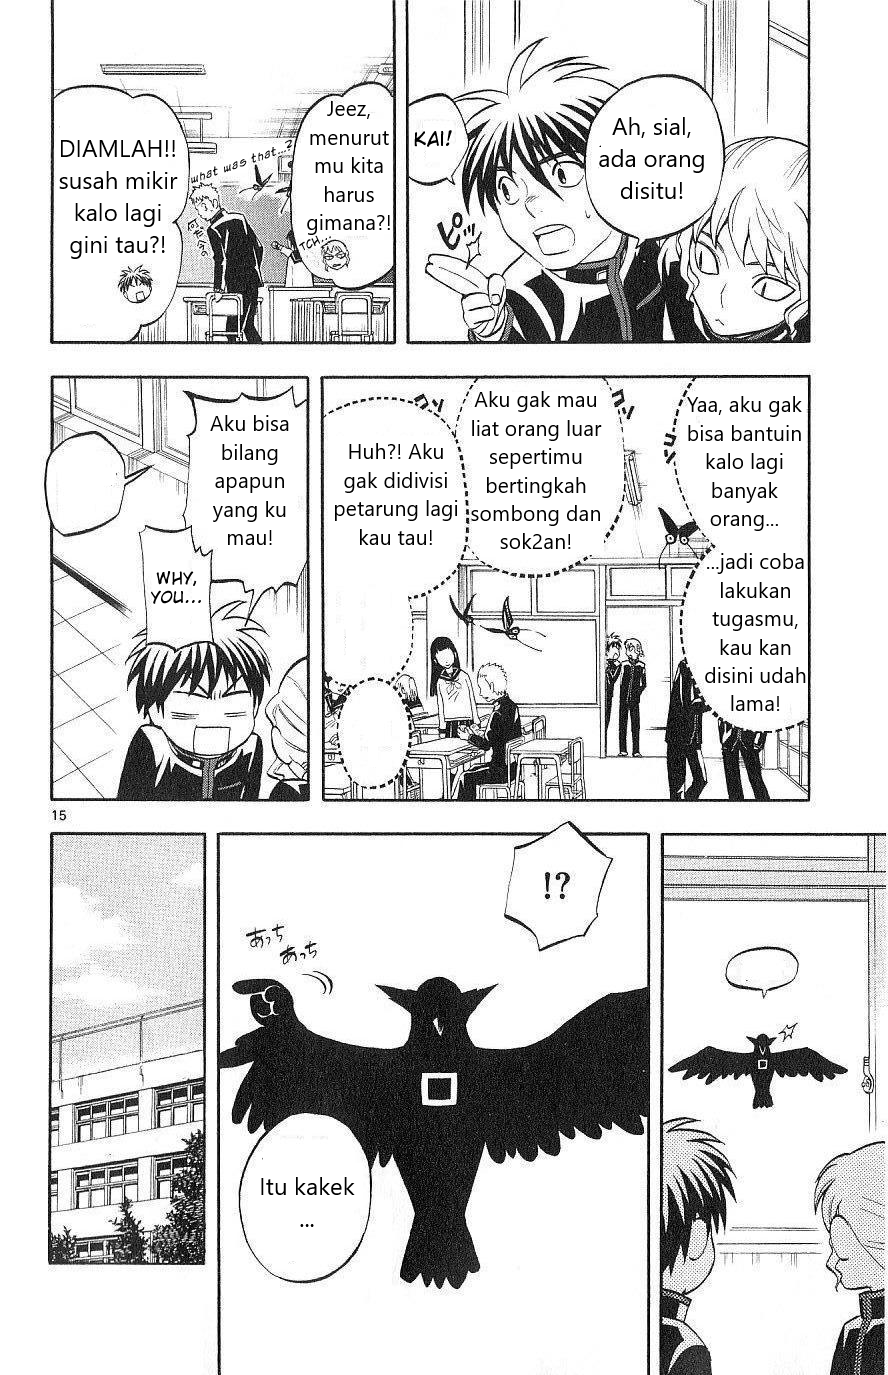 Ah, sial,
ada orang
disitu!
KAI!
ピッ
Jeez,
menurut
mu kita
harus
gimana?!
TCH...
what was that...?
DIAMLAH!!
susah mikir
kalo lagi
gini tau?!
Yaa, aku gak
bisa bantuin
kalo lagi
banyak
orang...
...jadi coba
lakukan
tugasmu,
kau kan
disini udah
lama!
Aku gak mau
liat orang luar
sepertimu
bertingkah
sombong dan
sok2an!
Huh?! Aku
gak didivisi
petarung lagi
kau tau!
Aku bisa
bilang
apapun
yang ku
mau!
WHY,
YOU...
15
!?
あっち
あっち
Itu kakek
...